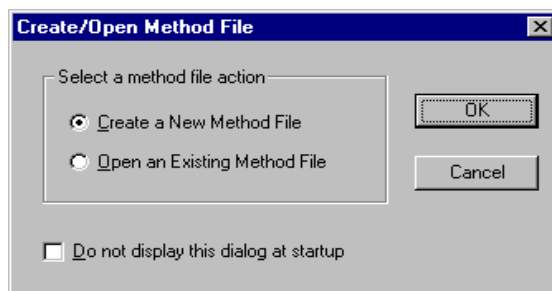 Create/Open Method File
Select a method file action
Create a New Method File
OK
Open an Existing Method File
Cancel
Do not display this dialog at startup